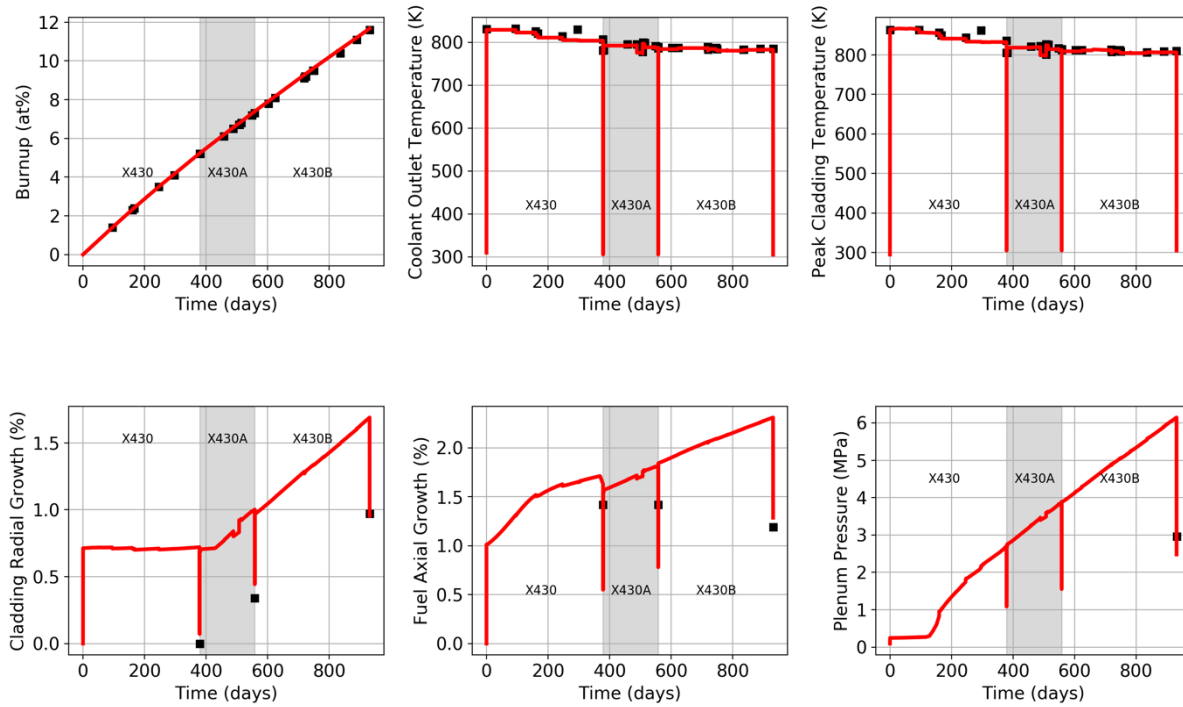 Burnup (at%)
12
10
8
6
4
2
0
X430
X430A
X430B
0
200
400
600
800
Time (days)
Coolant Outlet Temperature (K)
800
700
600
500
400
300
X430
X430A
X430B
0
200
400
600
800
Time (days)
Peak Cladding Temperature (K)
800
700
600
500
400
300
X430
X430A
X430B
0
200
400
600
800
Time (days)
Cladding Radial Growth (%)
1.5
1.0
0.5
0.0
X430
X430A
X430B
0
200
400
600
800
Time (days)
Fuel Axial Growth (%)
2.0
1.5
1.0
0.5
0.0
X430
X430A
X430B
0
200
400
600
800
Time (days)
Plenum Pressure (MPa)
6
5
4
3
2
1
0
X430
X430A
X430B
0
200
400
600
800
Time (days)